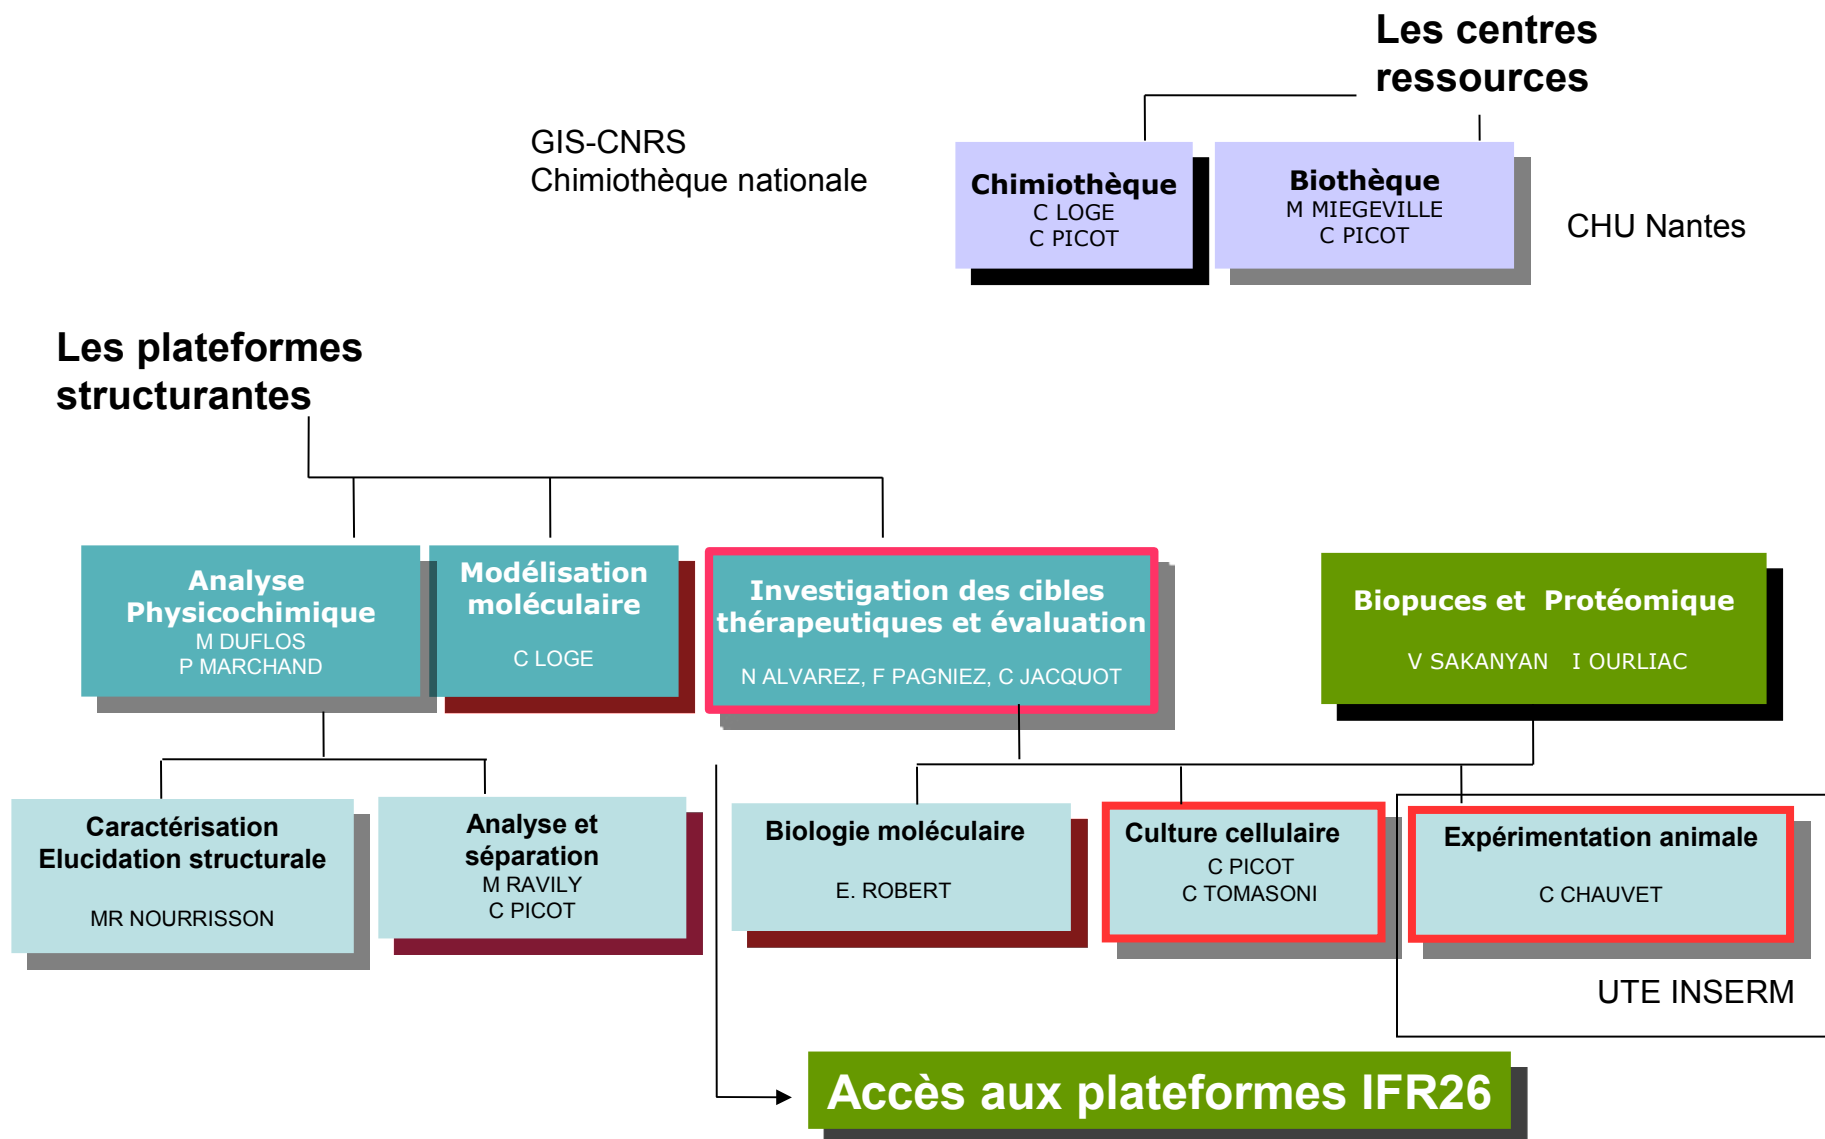 Les centres
ressources
GIS-CNRS
Chimiothèque nationale
Chimiothèque
C LOGE
C PICOT
Biothèque
M MIEGEVILLE
C PICOT
CHU Nantes
Les plateformes
structurantes
Analyse
Physicochimique
M DUFLOS
P MARCHAND
Modélisation
moléculaire
C LOGE
Investigation des cibles
thérapeutiques et évaluation
N ALVAREZ, F PAGNIEZ, C JACQUOT
Biopuces et Protéomique
V SAKANYAN I OURLIAC
Caractérisation
Elucidation structurale
MR NOURRISSON
Analyse et
séparation
M RAVILY
C PICOT
Biologie moléculaire
E. ROBERT
Culture cellulaire
C PICOT
C TOMASONI
Expérimentation animale
C CHAUVET
UTE INSERM
Accès aux plateformes IFR26